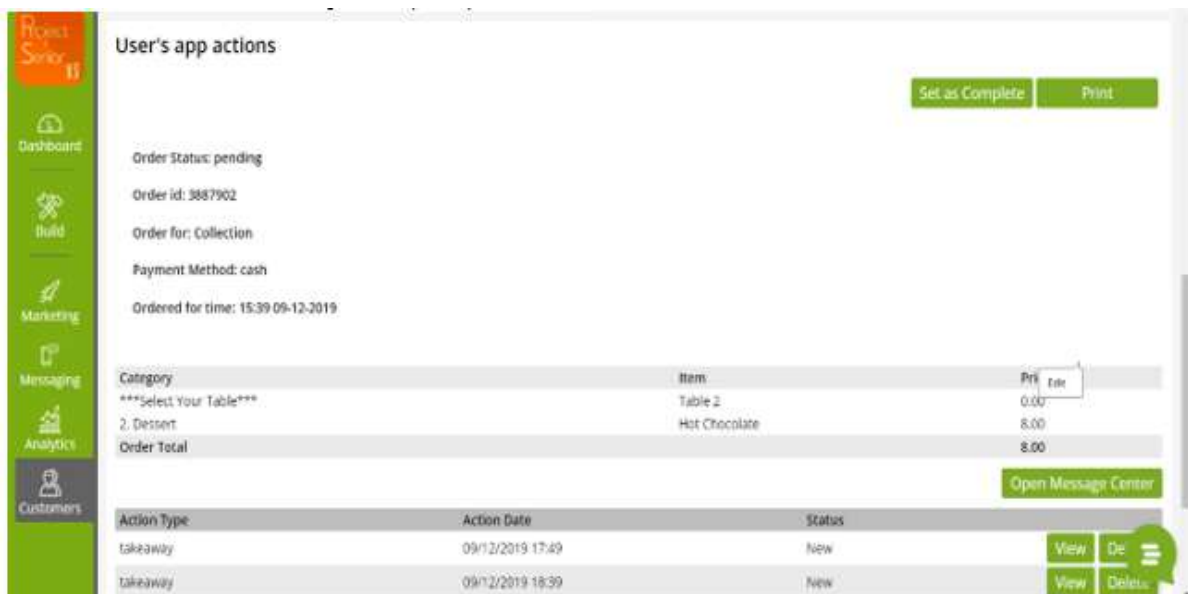 Project
Senior
15
User's app actions
Set as Complete
Print
Dashboard
Order Status: pending
Order id: 3887902
Build
Order for: Collection
Payment Method: cash
Marketing
Ordered for time: 15:39 09-12-2019
Messaging
Category Item Pri
Edit
***Select Your Table*** Table 2 0.00
2. Dessert Hot Chocolate 8.00
Analytics
Order Total 8.00
Customers
Open Message Center
Action Type Action Date Status
takeaway 09/12/2019 17:49 New View De
takeaway 09/12/2019 18:39 New View Delete